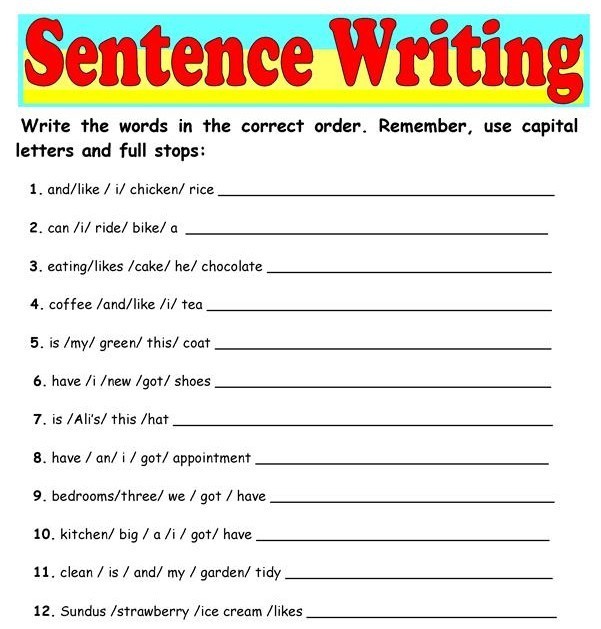 Sentence Writing
Write the words in the correct order. Remember, use capital
letters and full stops:
1. and/like / i/ chicken/ rice
2. can /i/ ride/ bike/ a
3. eating/likes /cake/ he/ chocolate
4. coffee /and/like /i/ tea
5. is /my/ green/ this/ coat
6. have /i /new /got/ shoes
7. is /Ali's/ this /hat
8. have / an/ i / got/ appointment
9. bedrooms/three/ we / got / have
10. kitchen/ big / a /i / got/ have
11. clean / is / and/ my / garden/ tidy
12. Sundus /strawberry /ice cream /likes